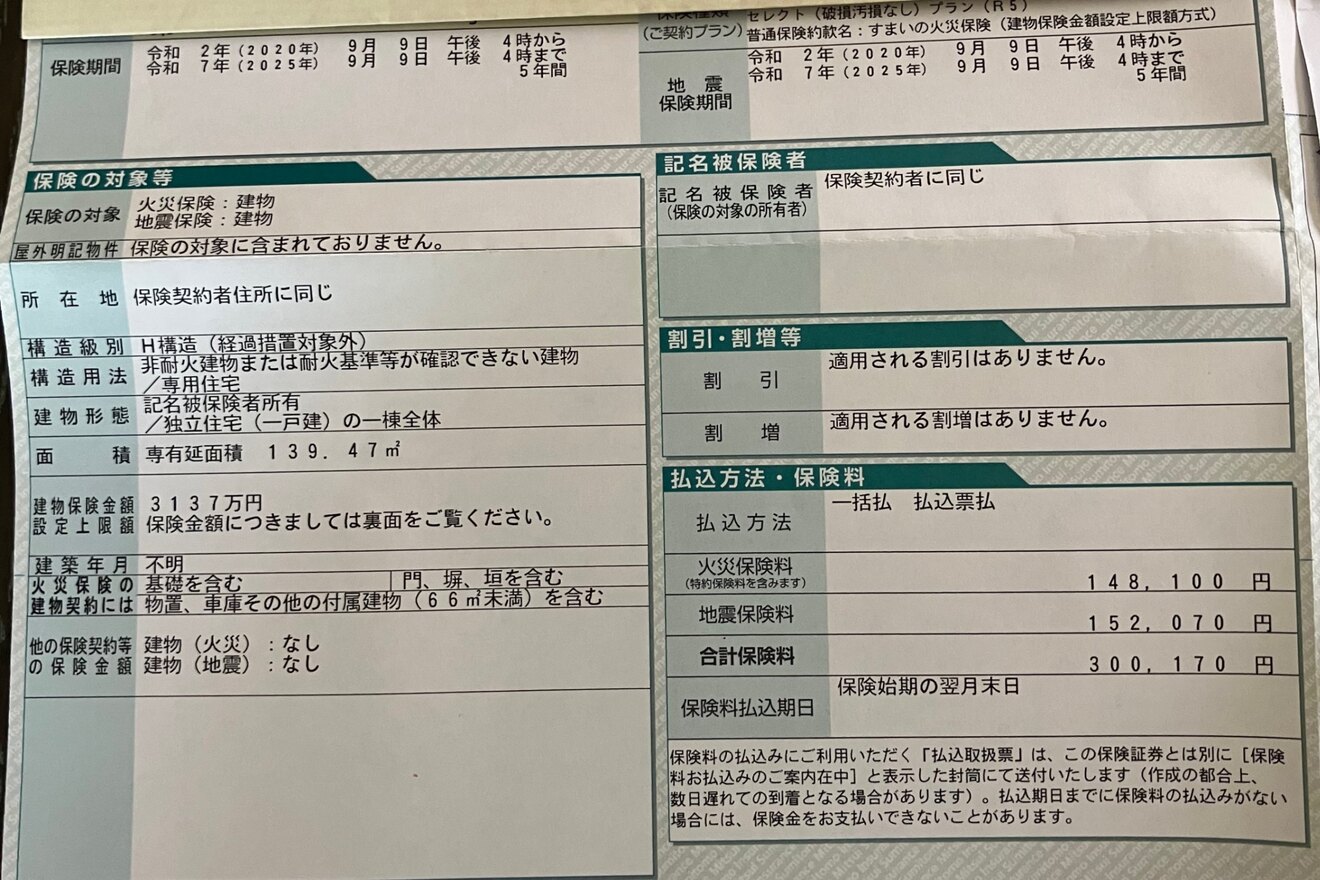 セレクト（破損汚損なし）プラン（R5）
（ご契約プラン）
普通保険約款名：すまいの火災保険（建物保険金額設定上限額方式）
保険期間
令和　2年（2020年）　9月　9日　午後　4時から
令和　7年（2025年）　9月　9日　午後　4時まで
5年間
地　震
保険期間
令和　2年（2020年）　9月　9日　午後　4時から
令和　7年（2025年）　9月　9日　午後　4時まで
5年間
保険の対象等
保険の対象
火災保険：建物
地震保険：建物
屋外明記物件　保険の対象に含まれておりません。
所在地　保険契約者住所に同じ
構造級別　H構造（経過措置対象外）
構造用法
非耐火建物または耐火基準等が確認できない建物
／専用住宅
建物形態
記名被保険者所有
／独立住宅（一戸建）の一棟全体
面積　専有延面積　139．47㎡
建物保険金額
設定上限額
3137万円
保険金額につきましては裏面をご覧ください。
建築年月　不明
火災保険の
建物契約には
基礎を含む　門、塀、垣を含む
物置、車庫その他の付属建物（66㎡未満）を含む
他の保険契約等
の保険金額
建物（火災）：なし
建物（地震）：なし
記名被保険者
記名被保険者
（保険の対象の所有者）
保険契約者に同じ
割引・割増等
割引　適用される割引はありません。
割増　適用される割増はありません。
払込方法・保険料
払込方法　一括払　払込票払
火災保険料
（特約保険料を含みます）
148,100　円
地震保険料　152,070　円
合計保険料　300,170　円
保険料払込期日　保険始期の翌月末日
保険料の払込みにご利用いただく「払込取扱票」は、この保険証券とは別に［保険
料お払込みのご案内在中］と表示した封筒にて送付いたします（作成の都合上、
数日遅れての到着となる場合があります）。払込期日までに保険料の払込みがない
場合には、保険金をお支払いできないことがあります。